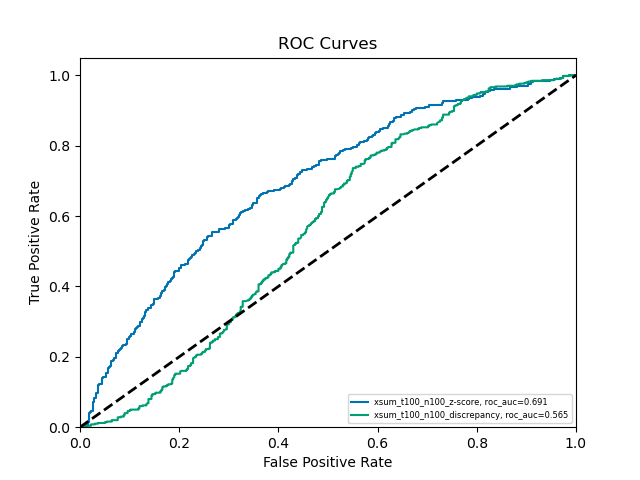 ROC Curves
True Positive Rate
1.0
0.8
0.6
0.4
0.2
0.0
xsum_t100_n100_z-score, roc_auc=0.691
xsum_t100_n100_discrepancy, roc_auc=0.565
0.0 0.2 0.4 0.6 0.8 1.0
False Positive Rate